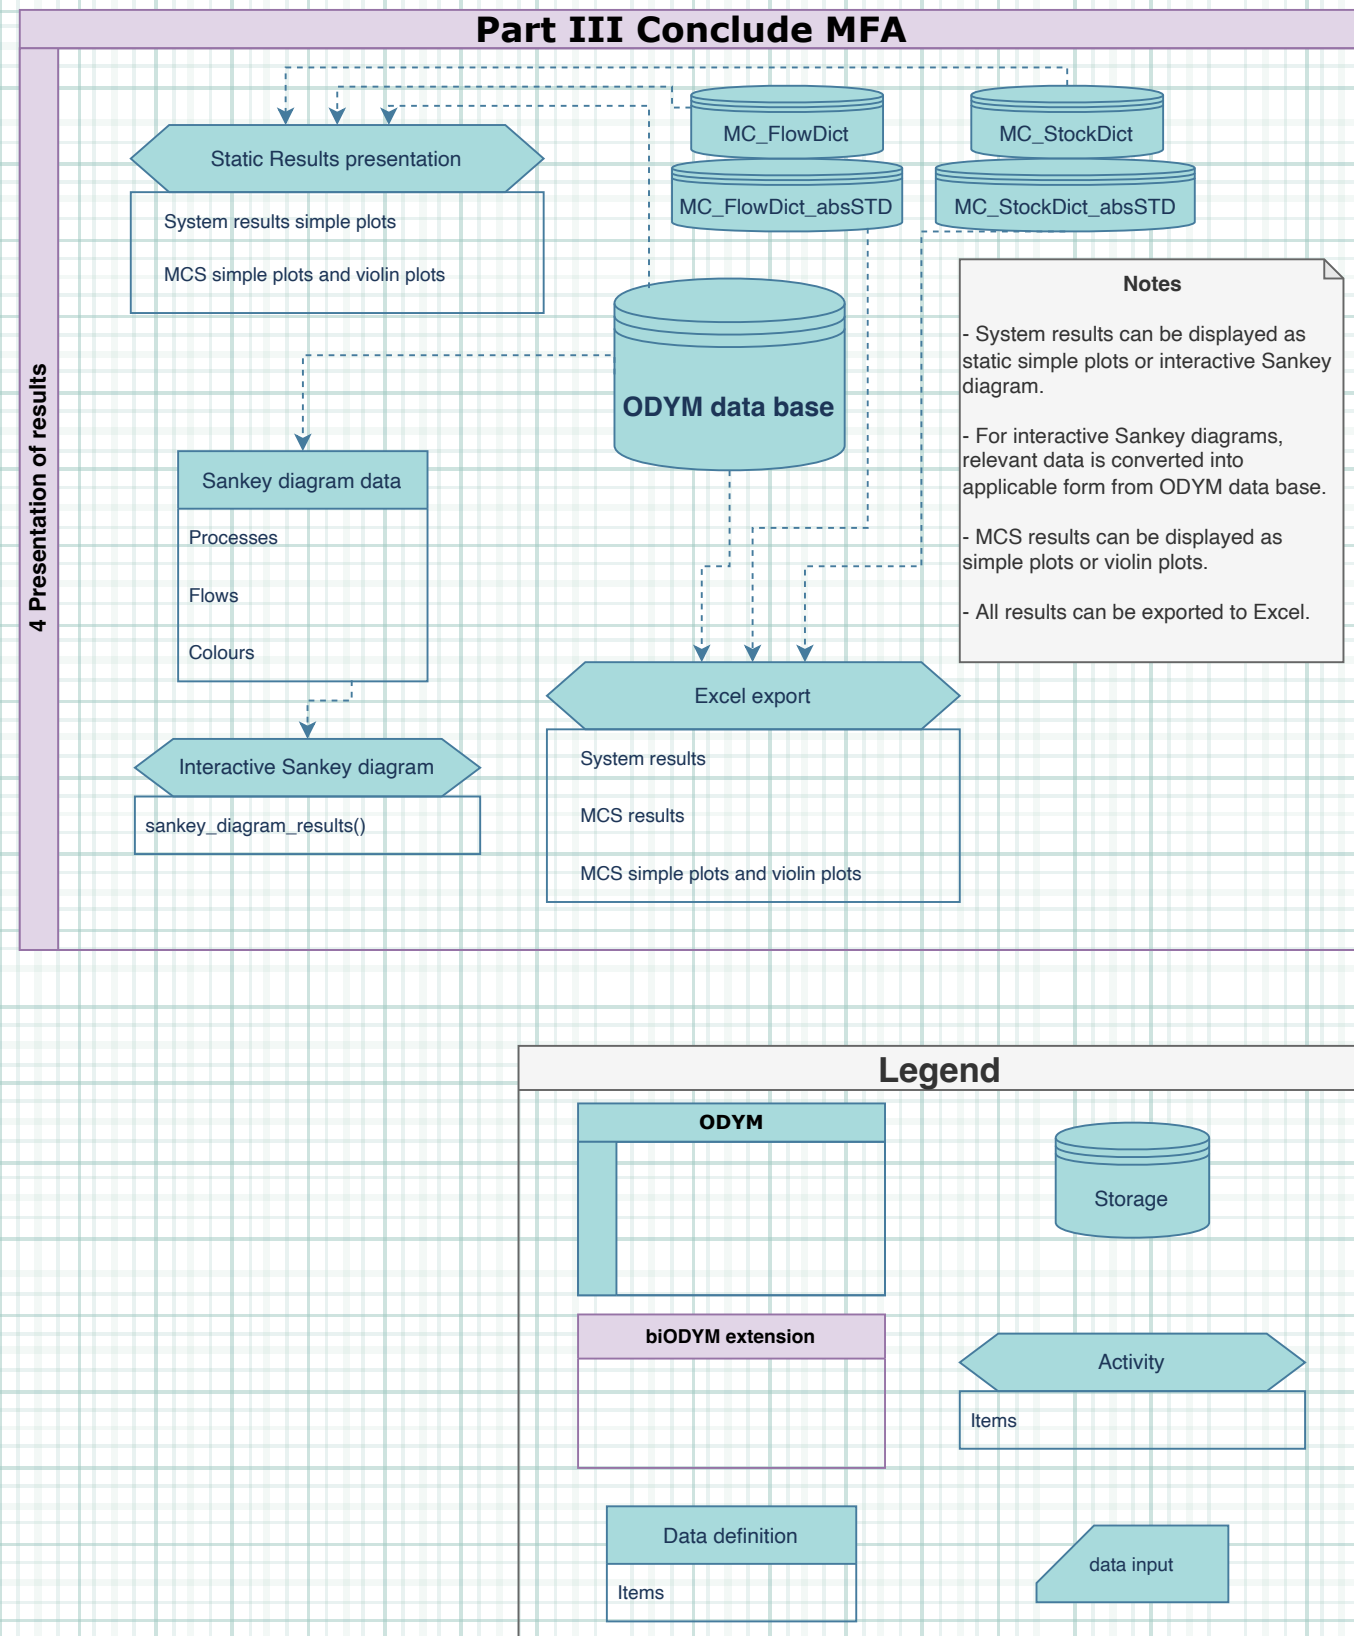 Part III Conclude MFA
4 Presentation of results
Static Results presentation
System results simple plots
MCS simple plots and violin plots
MC_FlowDict
MC_FlowDict_absSTD
MC_StockDict
MC_StockDict_absSTD
ODYM data base
Notes
- System results can be displayed as
static simple plots or interactive Sankey
diagram.
- For interactive Sankey diagrams,
relevant data is converted into
applicable form from ODYM data base.
- MCS results can be displayed as
simple plots or violin plots.
- All results can be exported to Excel.
Sankey diagram data
Processes
Flows
Colours
Interactive Sankey diagram
sankey_diagram_results()
Excel export
System results
MCS results
MCS simple plots and violin plots
Legend
ODYM
Storage
biODYM extension
Activity
Items
Data definition
Items
data input